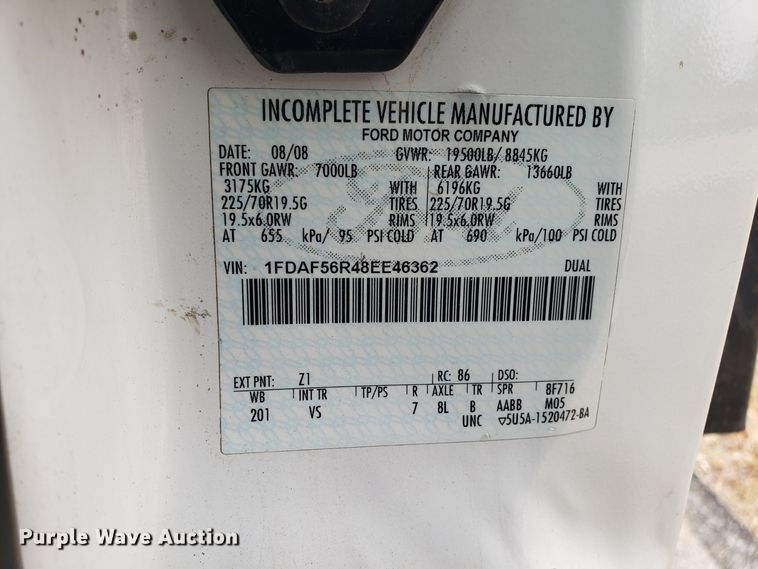 INCOMPLETE VEHICLE MANUFACTURED BY
FORD MOTOR COMPANY
DATE: 08/08 GVWR: 19500LB/ 8845KG
FRONT GAWR: 7000LB REAR GAWR: 13660LB
3175KG WITH 6196KG WITH
225/70R19.5G TIRES 225/70R19.5G TIRES
19.5x6.0RW RIMS 19.5x6.0RW RIMS
AT 655 kPa/ 95 PSI COLD AT 690 kPa/100 PSI COLD
VIN: 1FDAF56R48EE46362 DUAL
EXT PNT: Z1 RC: 86 DSO:
WB INT TR TP/PS R AXLE TR SPR 8F716
201 VS 7 8L B AABB M05
UNC ▽5U5A-1520472-BA
Purple Wave Auction